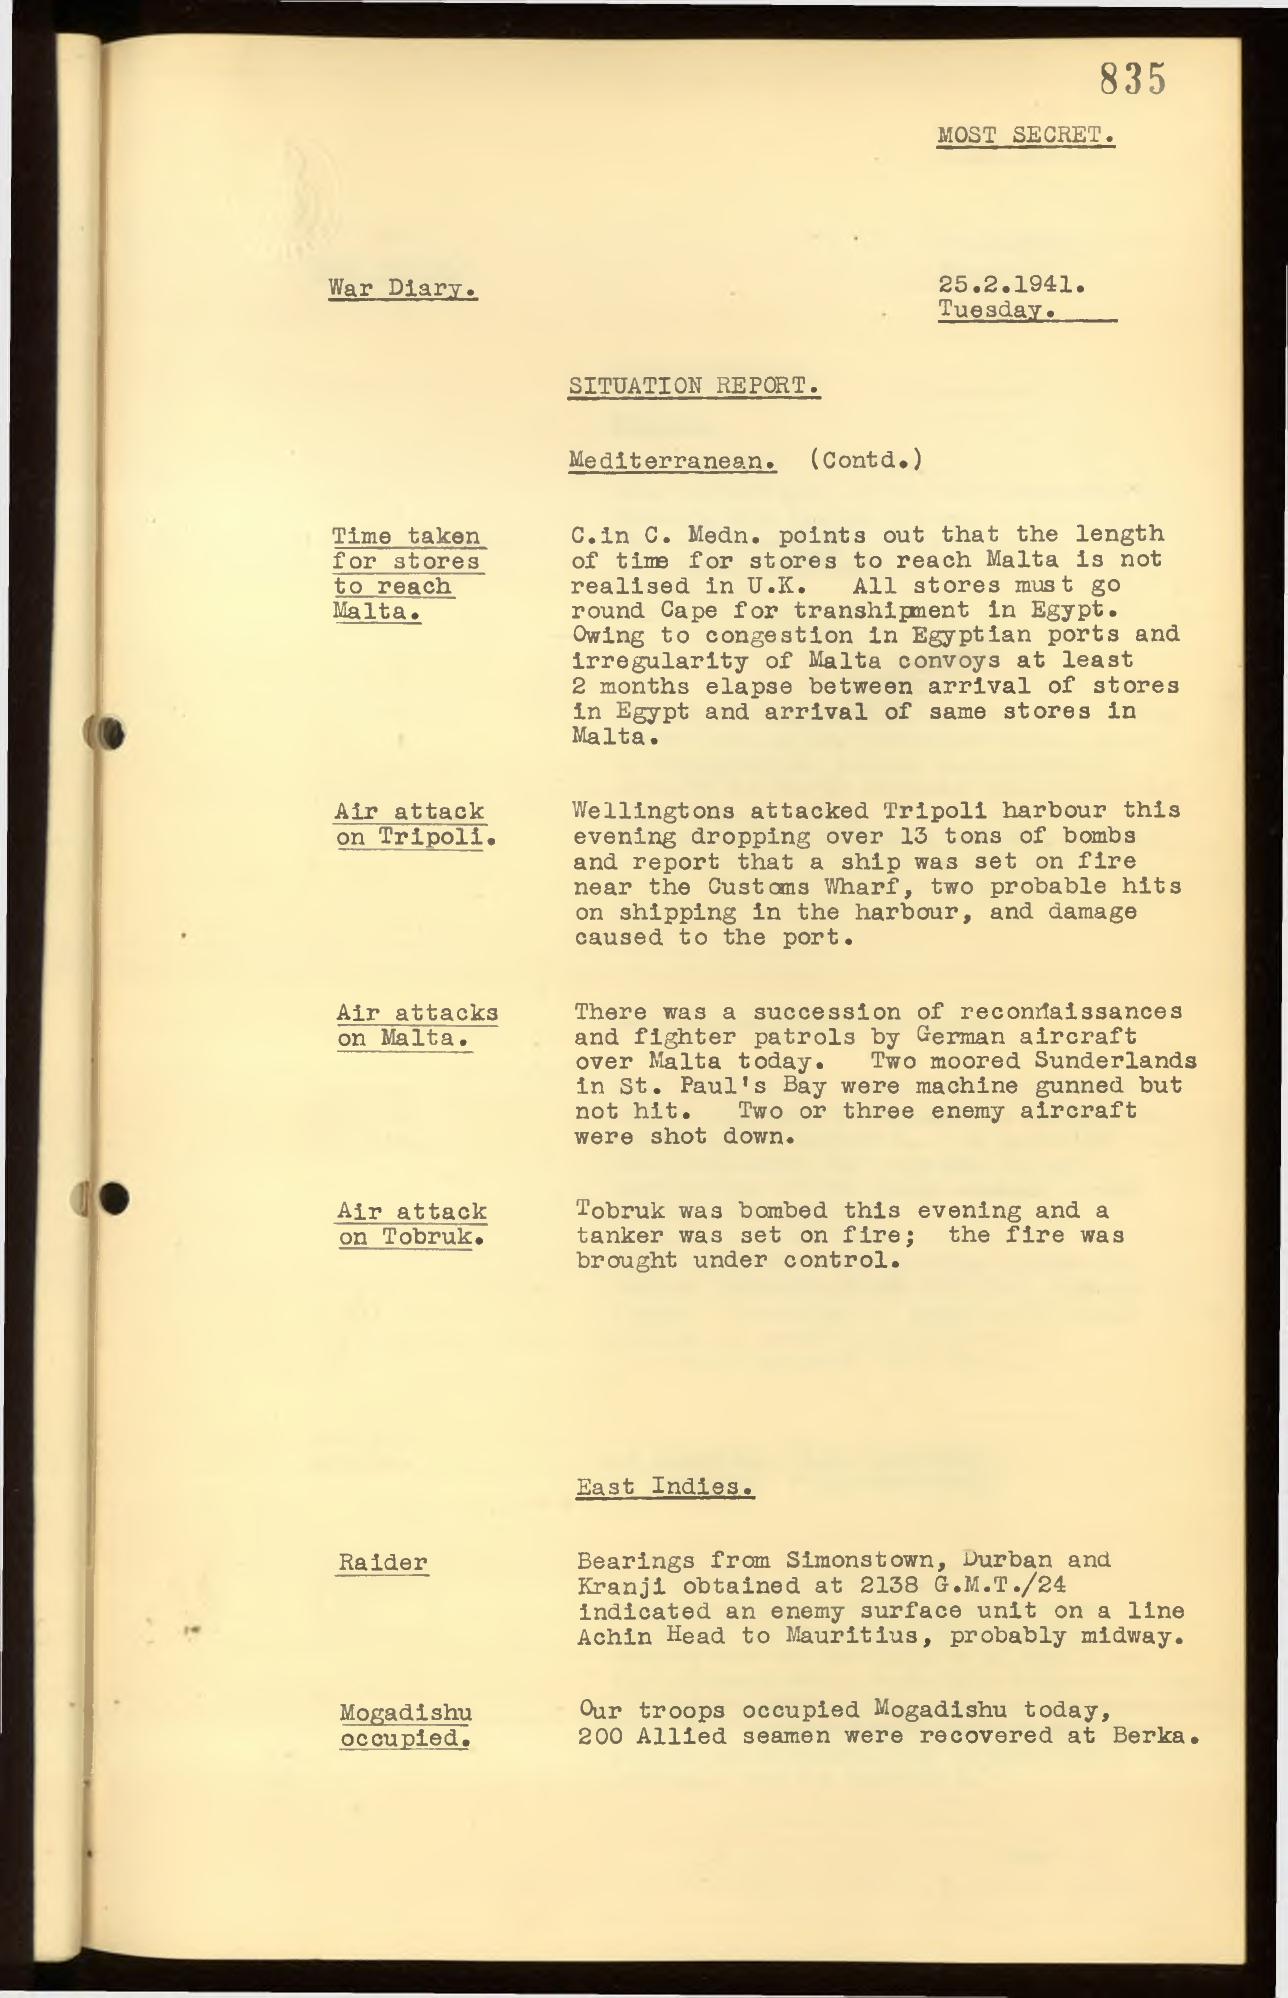 835
MOST SECRET.
War Diary.
25.2.1941.
Tuesday.
SITUATION REPORT.
Mediterranean. (Contd.)
Time taken
for stores
to reach
Malta.
C.in C. Medn. points out that the length
of time for stores to reach Malta is not
realised in U.K. All stores must go
round Cape for transhipment in Egypt.
Owing to congestion in Egyptian ports and
irregularity of Malta convoys at least
2 months elapse between arrival of stores
in Egypt and arrival of same stores in
Malta.
Air attack
on Tripoli.
Wellingtons attacked Tripoli harbour this
evening dropping over 13 tons of bombs
and report that a ship was set on fire
near the Customs Wharf, two probable hits
on shipping in the harbour, and damage
caused to the port.
Air attacks
on Malta.
There was a succession of reconnaissances
and fighter patrols by German aircraft
over Malta today. Two moored Sunderlands
in St. Paul's Bay were machine gunned but
not hit. Two or three enemy aircraft
were shot down.
Air attack
on Tobruk.
Tobruk was bombed this evening and a
tanker was set on fire; the fire was
brought under control.
East Indies.
Raider
Bearings from Simonstown, Durban and
Kranji obtained at 2138 G.M.T./24
indicated an enemy surface unit on a line
Achin Head to Mauritius, probably midway.
Mogadishu
occupied.
Our troops occupied Mogadishu today,
200 Allied seamen were recovered at Berka.